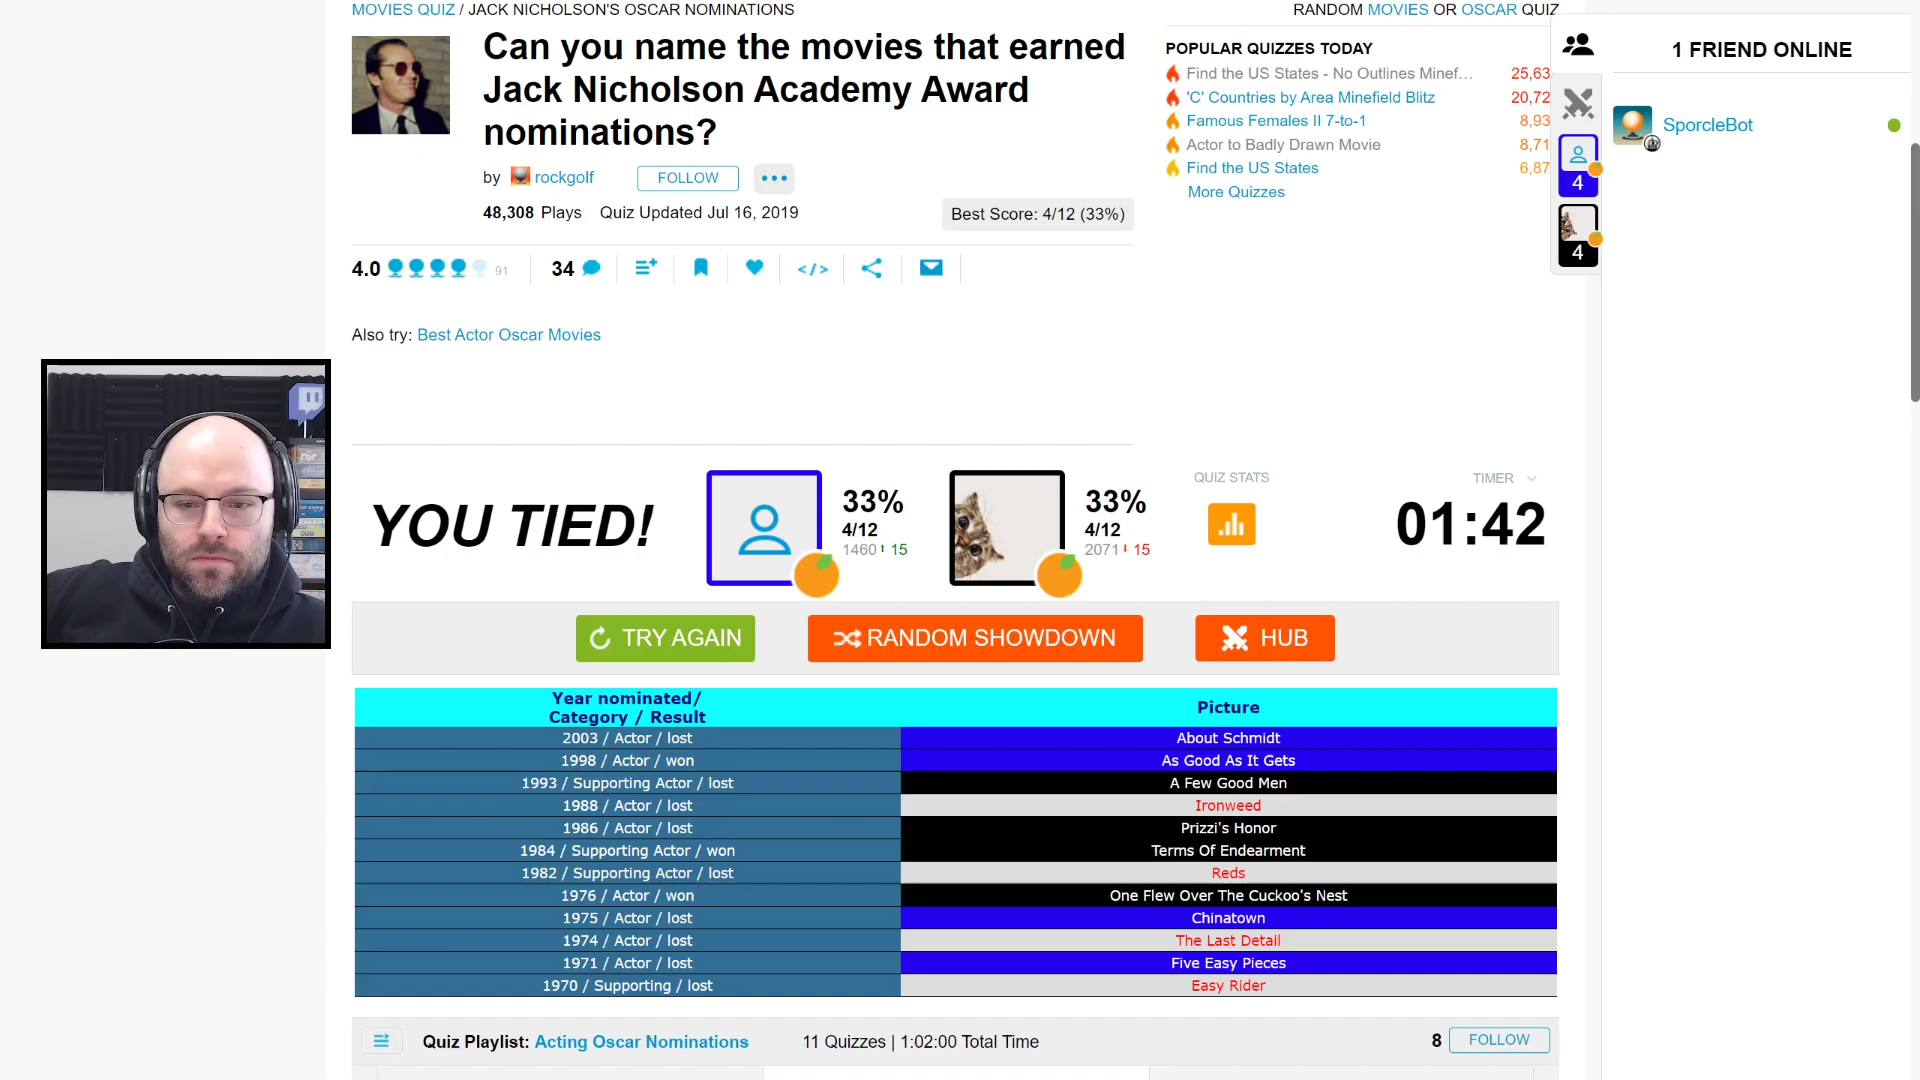 MOVIES QUIZ / JACK NICHOLSON'S OSCAR NOMINATIONS
RANDOM MOVIES OR OSCAR QUIZ
Can you name the movies that earned
Jack Nicholson Academy Award
nominations?
by rockgolf
FOLLOW
48,308 Plays Quiz Updated Jul 16, 2019
Best Score: 4/12 (33%)
POPULAR QUIZZES TODAY
Find the US States - No Outlines Minef... 25,63
'C' Countries by Area Minefield Blitz 20,72
Famous Females II 7-to-1 8,93
Actor to Badly Drawn Movie 8,71
Find the US States 6,87
More Quizzes
4
4
1 FRIEND ONLINE
SporcleBot
4.0 91
34
</>
Also try: Best Actor Oscar Movies
YOU TIED!
33%
4/12
1460 15
33%
4/12
2071 15
QUIZ STATS
TIMER
01:42
TRY AGAIN
RANDOM SHOWDOWN
HUB
Year nominated/
Category / Result
Picture
2003 / Actor / lost About Schmidt
1998 / Actor / won As Good As It Gets
1993 / Supporting Actor / lost A Few Good Men
1988 / Actor / lost Ironweed
1986 / Actor / lost Prizzi's Honor
1984 / Supporting Actor / won Terms Of Endearment
1982 / Supporting Actor / lost Reds
1976 / Actor / won One Flew Over The Cuckoo's Nest
1975 / Actor / lost Chinatown
1974 / Actor / lost The Last Detail
1971 / Actor / lost Five Easy Pieces
1970 / Supporting / lost Easy Rider
Quiz Playlist: Acting Oscar Nominations 11 Quizzes | 1:02:00 Total Time 8 FOLLOW